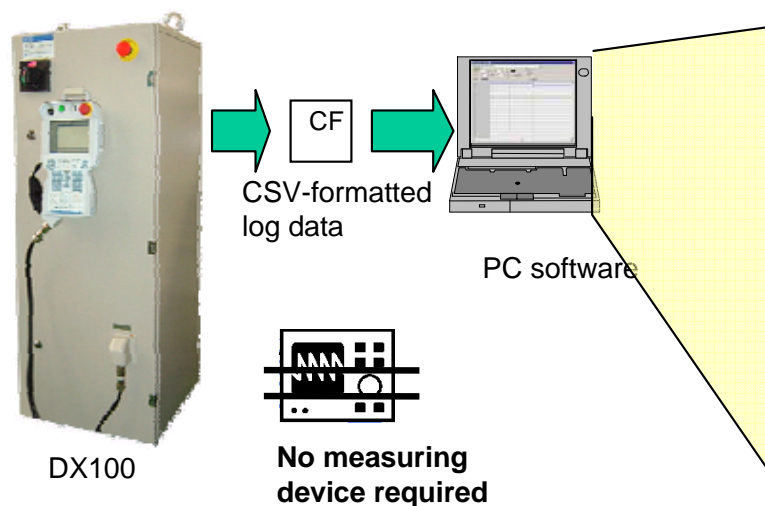 CF
CSV-formatted
log data
PC software
DX100
No measuring
device required